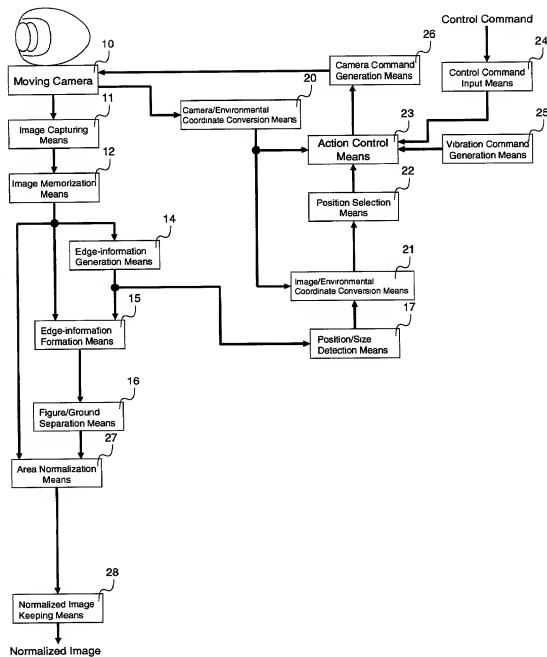 Control Command
26
24
10
Camera Command
Generation Means
Control Command
Input Means
Moving Camera
20
11
Camera/Environmental
Coordinate Conversion Means
23
25
Image Capturing
Means
Action Control
Means
Vibration Command
Generation Means
12
22
Image Memorization
Means
Position Selection
Means
14
21
Edge-information
Generation Means
Image/Environmental
Coordinate Conversion Means
15
17
Edge-information
Formation Means
Position/Size
Detection Means
16
Figure/Ground
Separation Means
27
Area Normalization
Means
28
Normalized Image
Keeping Means
Normalized Image